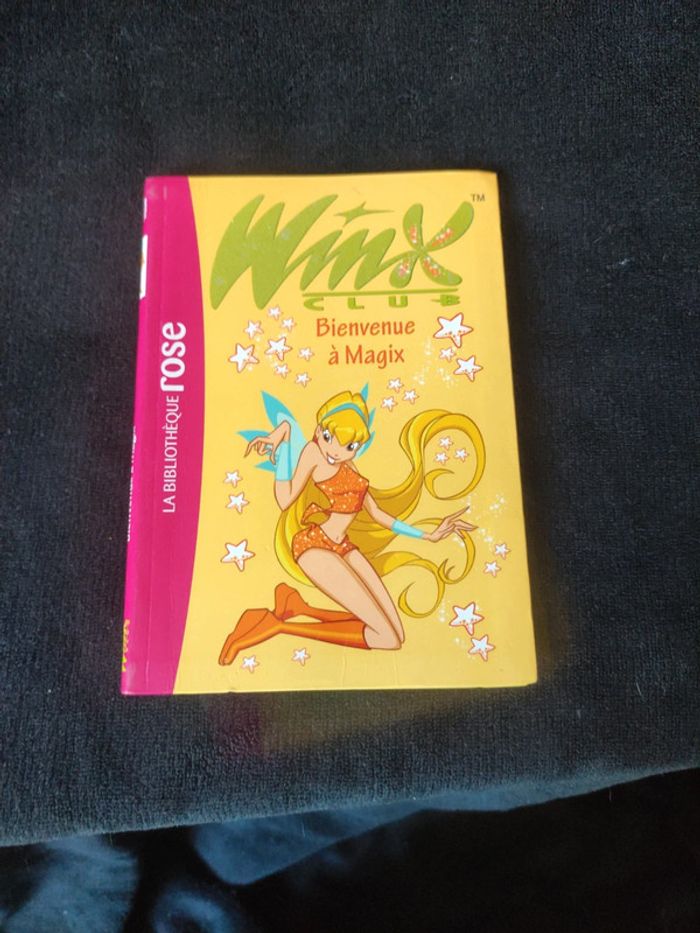 WinX
™
CLUB
Bienvenue
à Magix
LA BIBLIOTHÈQUE rose